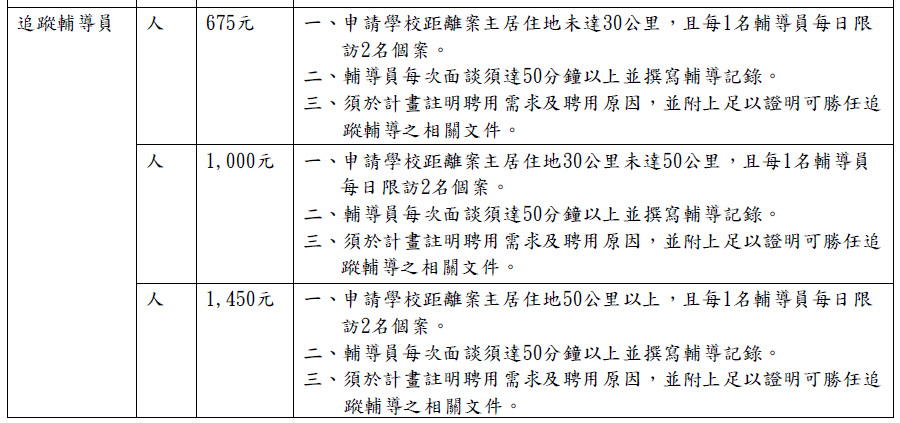 追蹤輔導員 人 675元 一、申請學校距離案主居住地未達30公里，且每1名輔導員每日限
訪2名個案。
二、輔導員每次面談須達50分鐘以上並撰寫輔導記錄。
三、須於計畫註明聘用需求及聘用原因，並附上足以證明可勝任追
蹤輔導之相關文件。
人 1,000元 一、申請學校距離案主居住地30公里未達50公里，且每1名輔導員
每日限訪2名個案。
二、輔導員每次面談須達50分鐘以上並撰寫輔導記錄。
三、須於計畫註明聘用需求及聘用原因，並附上足以證明可勝任追
蹤輔導之相關文件。
人 1,450元 一、申請學校距離案主居住地50公里以上，且每1名輔導員每日限
訪2名個案。
二、輔導員每次面談須達50分鐘以上並撰寫輔導記錄。
三、須於計畫註明聘用需求及聘用原因，並附上足以證明可勝任追
蹤輔導之相關文件。